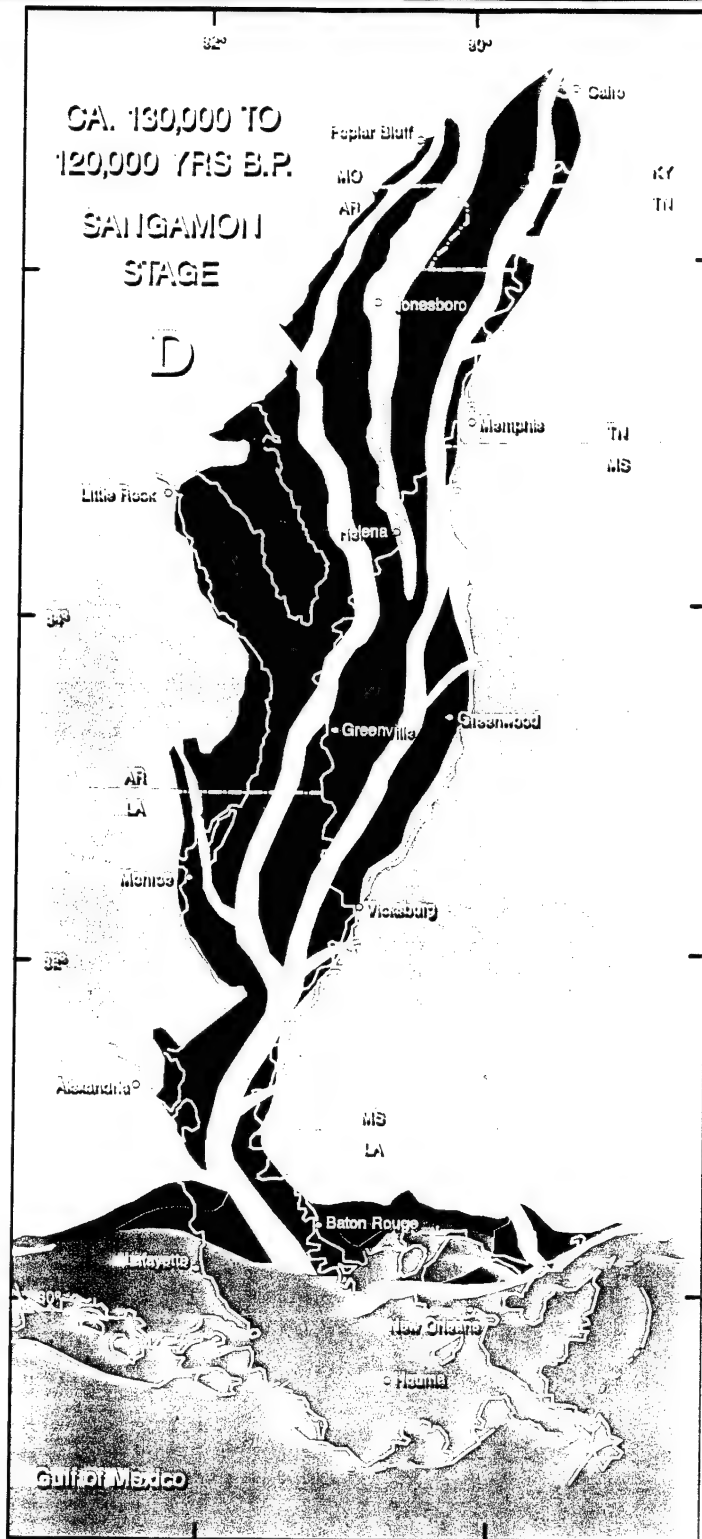 92° 90°
Cairo
CA. 130,000 TO
120,000 YRS B.P.
Poplar Bluff
MO KY
AR TN
SANGAMON
STAGE
Jonesboro
D
Memphis
TN
MS
Little Rock
Helena
34°
Greenville
Greenwood
AR
LA
Monroe
Vicksburg
32°
Alexandria
MS
LA
Baton Rouge
Lafayette
30°
New Orleans
Houma
Gulf of Mexico